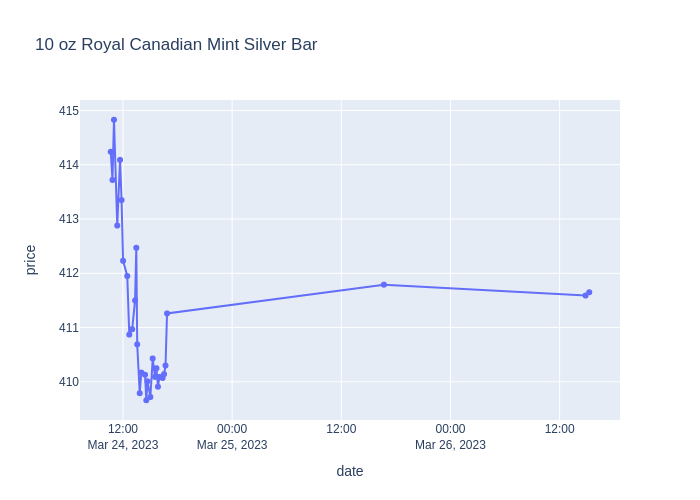 10 oz Royal Canadian Mint Silver Bar
415
414
413
412
411
410
price
12:00 00:00 12:00 00:00 12:00
Mar 24, 2023 Mar 25, 2023 Mar 26, 2023
date